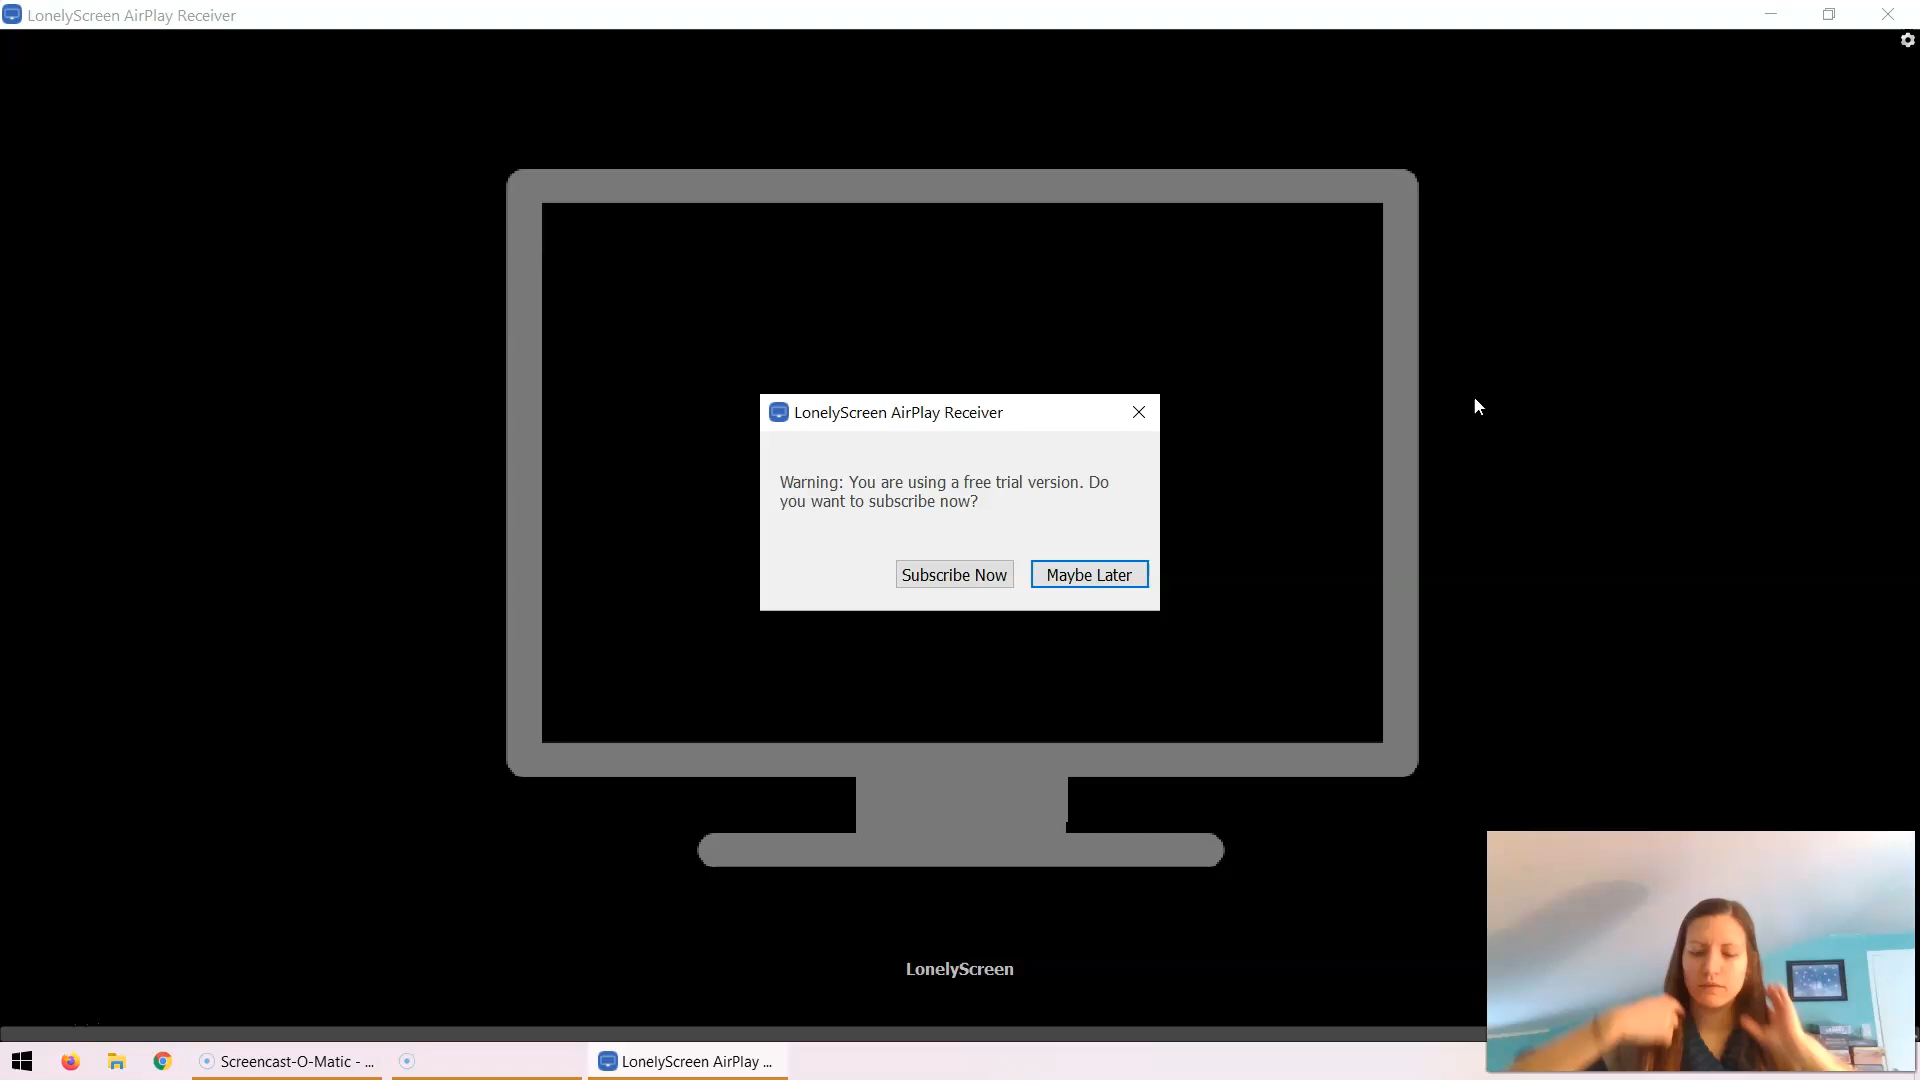 LonelyScreen AirPlay Receiver
LonelyScreen AirPlay Receiver
Warning: You are using a free trial version. Do
you want to subscribe now?
Subscribe Now
Maybe Later
LonelyScreen
Screencast-O-Matic - ...
LonelyScreen AirPlay ...